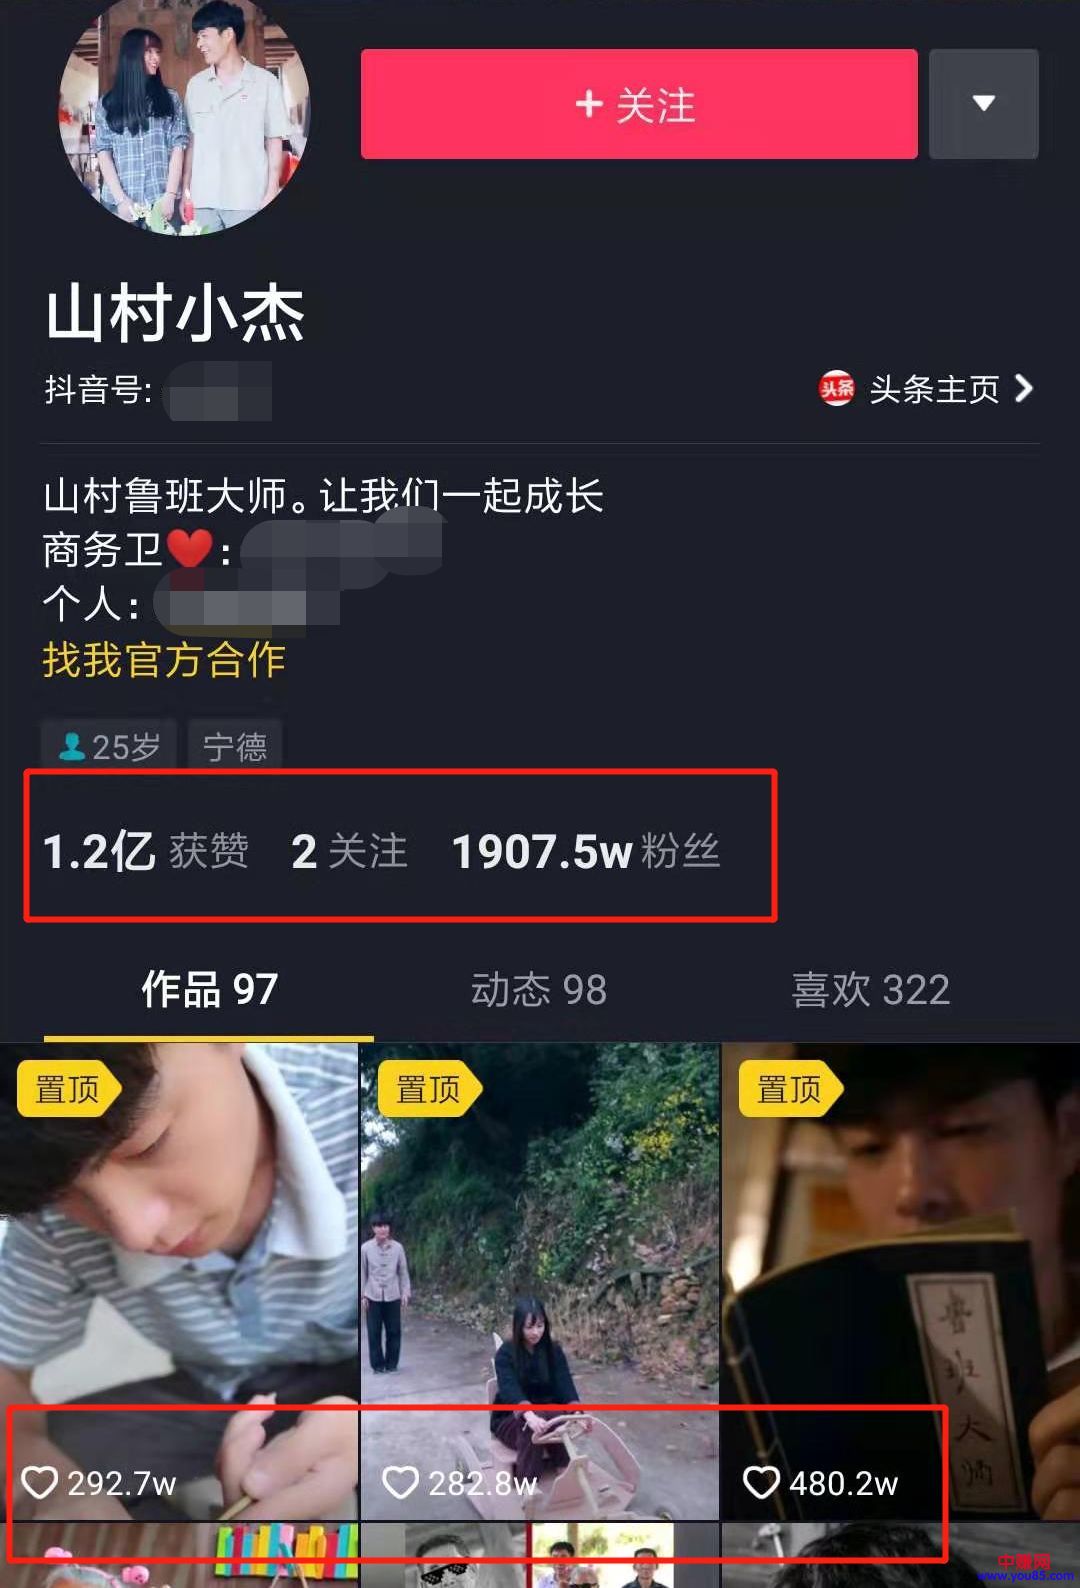 + 关注
山村小杰
抖音号:
头条 头条主页
山村鲁班大师。让我们一起成长
商务卫❤️:
个人:
找我官方合作
25岁 宁德
1.2亿 获赞 2 关注 1907.5w 粉丝
作品 97 动态 98 喜欢 322
置顶 置顶 置顶
鲁班大师
292.7w 282.8w 480.2w
中赚网
www.you85.com